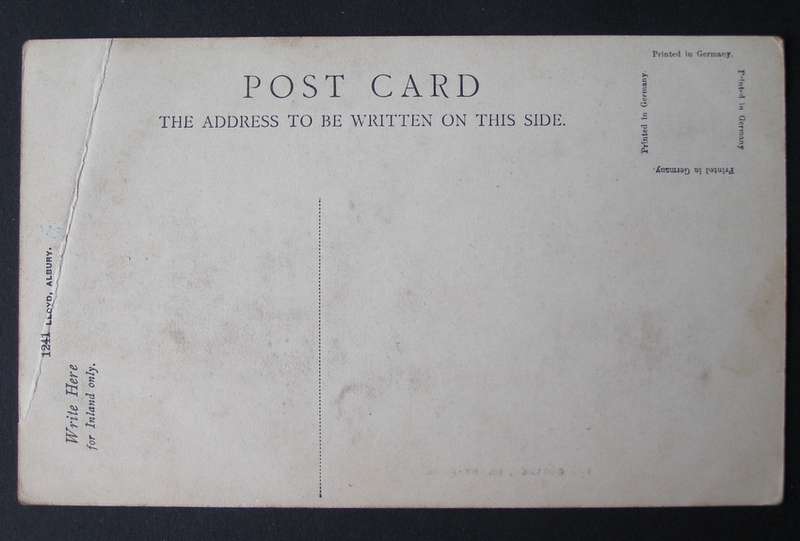 POST CARD
THE ADDRESS TO BE WRITTEN ON THIS SIDE.
Printed in Germany.
Printed in Germany
Printed in Germany
Printed in Germany.
1241 LLOYD, ALBURY.
Write Here
for Inland only.